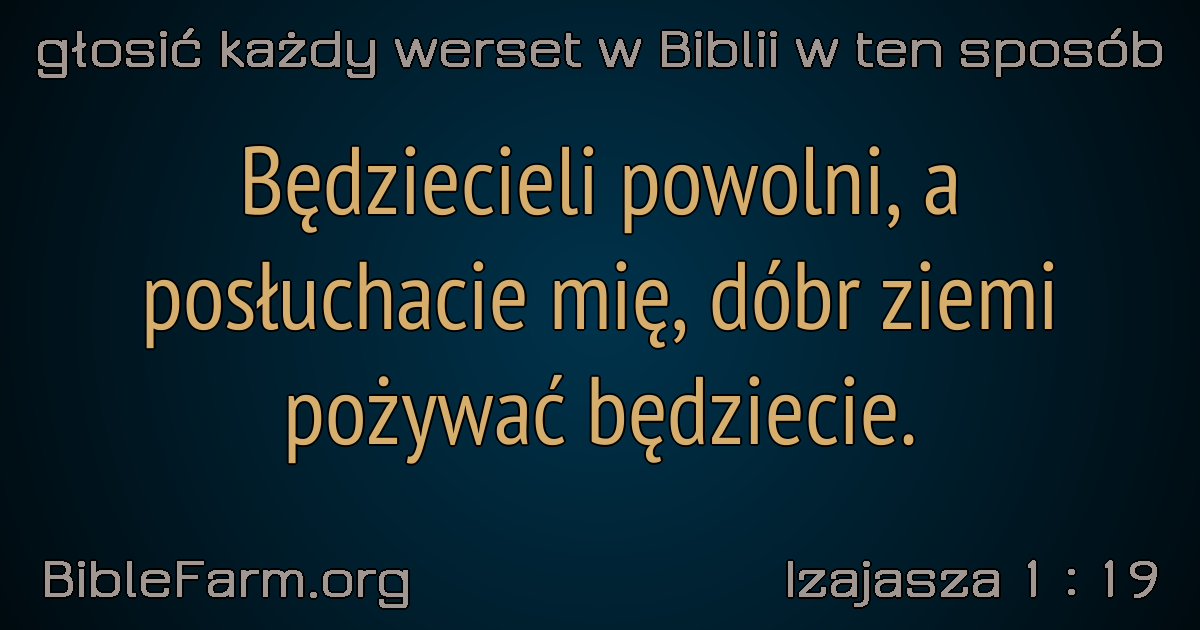 głosić każdy werset w Biblii w ten sposób
Będziecieli powolni, a
posłuchacie mię, dóbr ziemi
pożywać będziecie.
BibleFarm.org
Izajasza 1 : 19